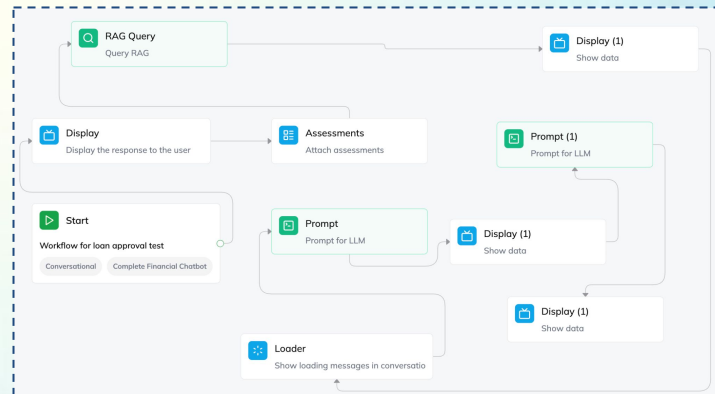 RAG Query
Query RAG
Display (1)
Show data
Display
Display the response to the user
Assessments
Attach assessments
Prompt (1)
Prompt for LLM
Start
Workflow for loan approval test
Conversational
Complete Financial Chatbot
Prompt
Prompt for LLM
Display (1)
Show data
Display (1)
Show data
Loader
Show loading messages in conversatio